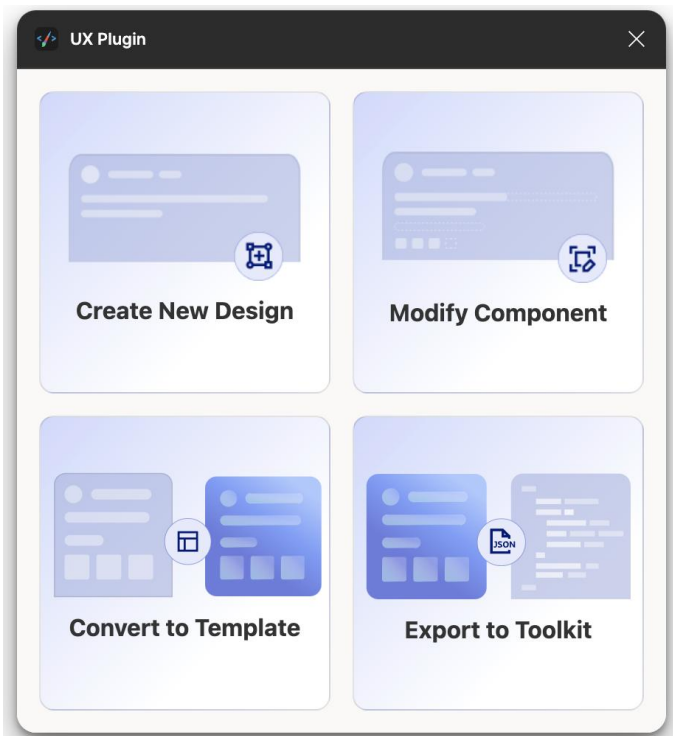 UX Plugin
Create New Design
Modify Component
JSON
Convert to Template
Export to Toolkit